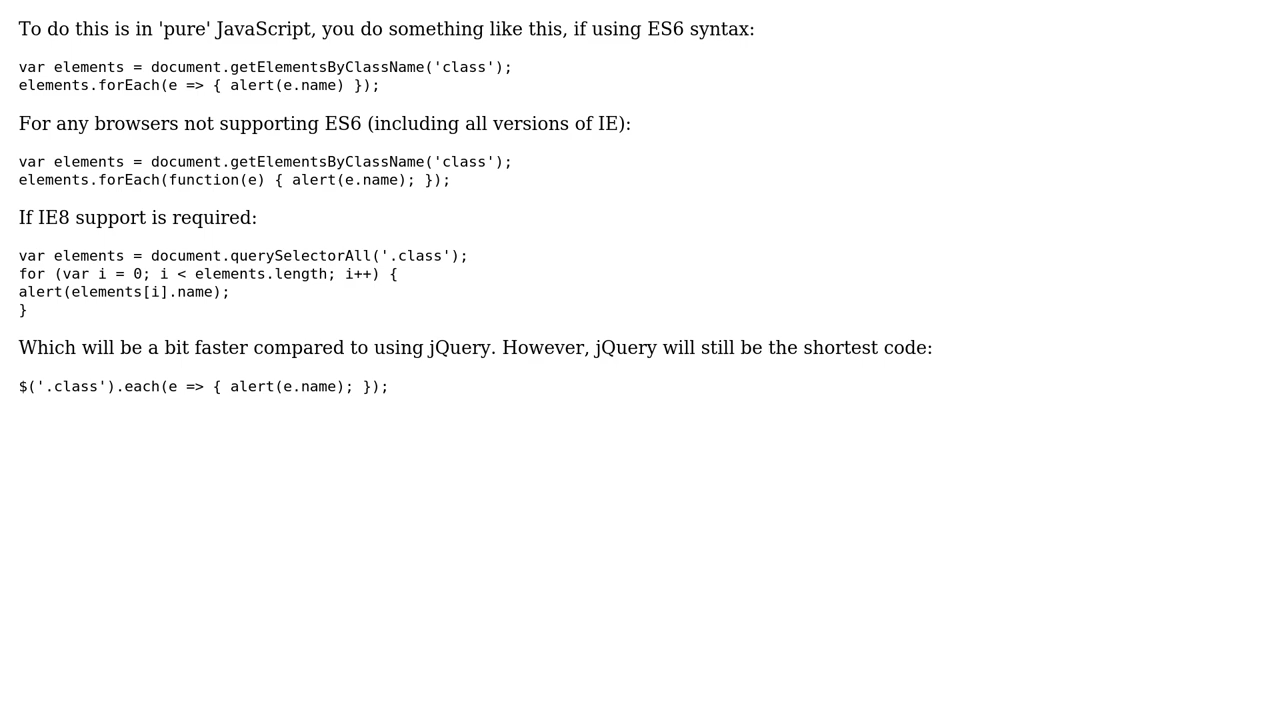 To do this is in 'pure' JavaScript, you do something like this, if using ES6 syntax:
var elements = document.getElementsByClassName('class');
elements.forEach(e => { alert(e.name) });
For any browsers not supporting ES6 (including all versions of IE):
var elements = document.getElementsByClassName('class');
elements.forEach(function(e) { alert(e.name); });
If IE8 support is required:
var elements = document.querySelectorAll('.class');
for (var i = 0; i < elements.length; i++) {
alert(elements[i].name);
}
Which will be a bit faster compared to using jQuery. However, jQuery will still be the shortest code:
$('.class').each(e => { alert(e.name); });